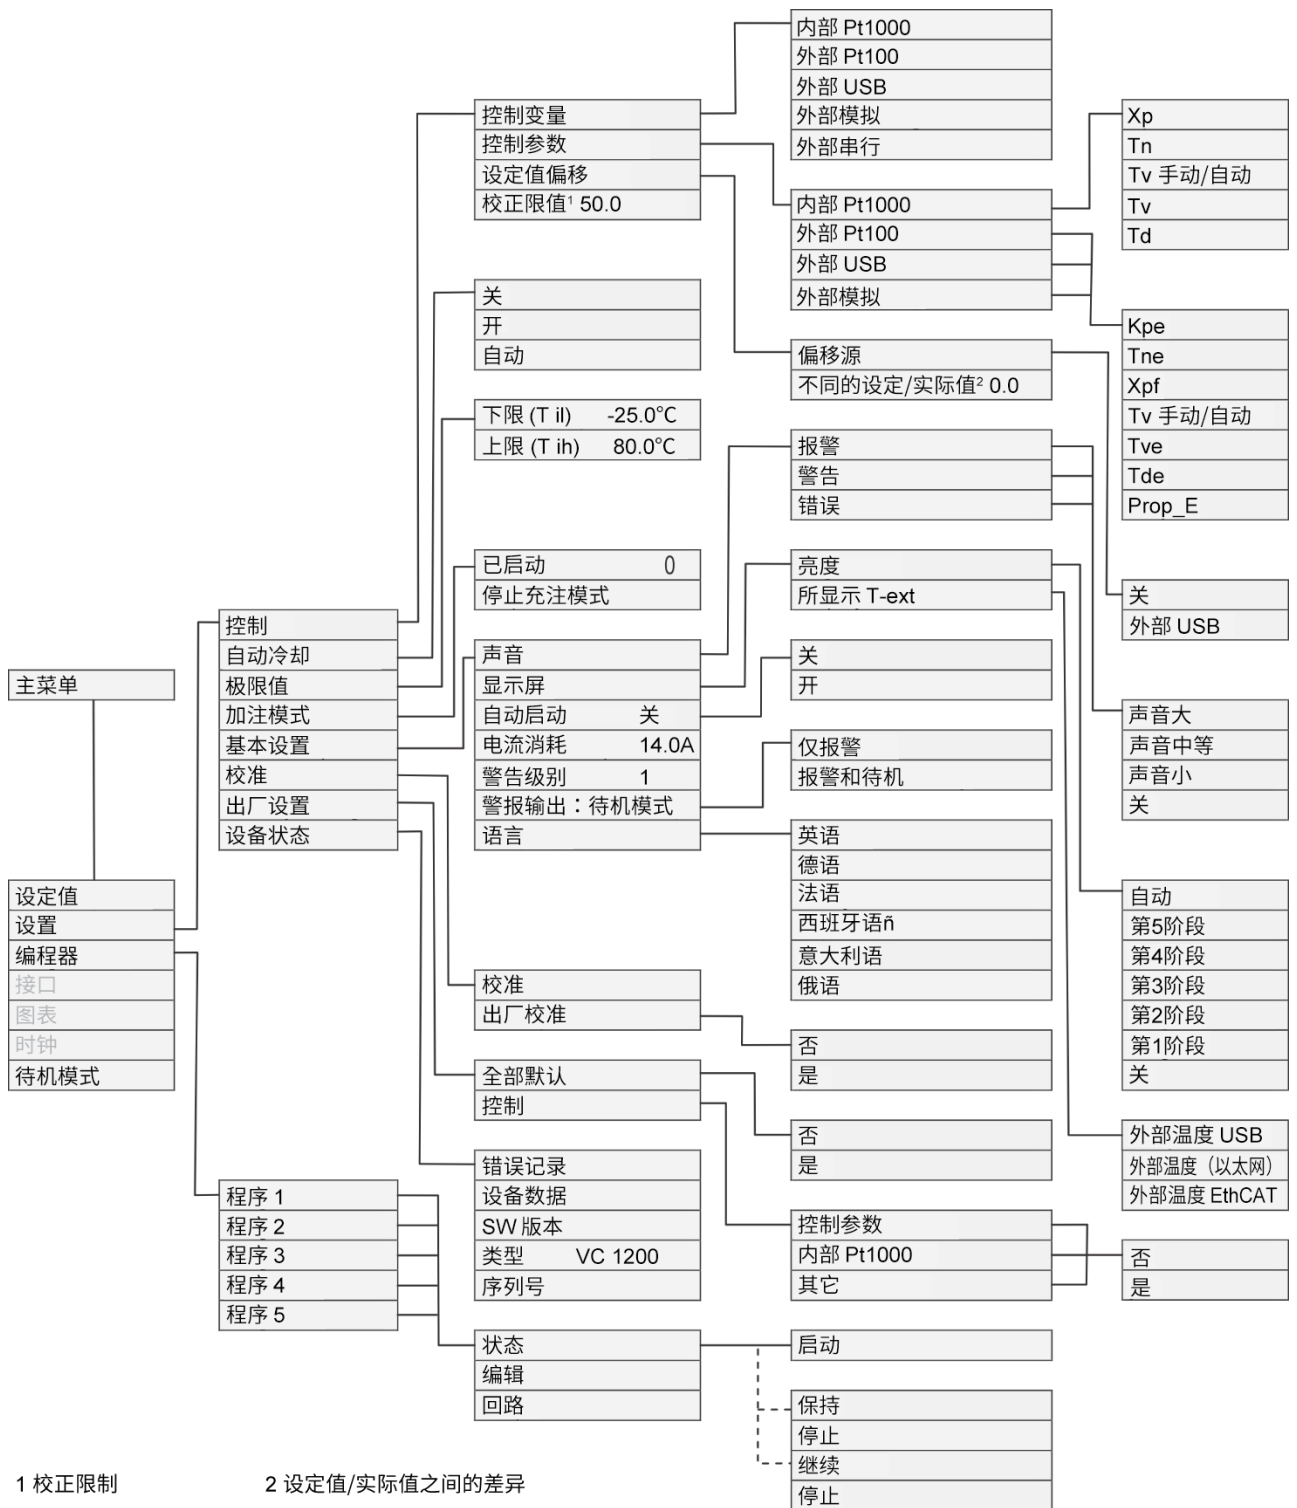 主菜单
设定值
设置
编程器
接口
图表
时钟
待机模式
控制
自动冷却
极限值
加注模式
基本设置
校准
出厂设置
设备状态
程序 1
程序 2
程序 3
程序 4
程序 5
控制变量
控制参数
设定值偏移
校正限值¹ 50.0
关
开
自动
下限 (T il) -25.0°C
上限 (T ih) 80.0°C
已启动 0
停止充注模式
声音
显示屏
自动启动 关
电流消耗 14.0A
警告级别 1
警报输出：待机模式
语言
校准
出厂校准
全部默认
控制
错误记录
设备数据
SW 版本
类型 VC 1200
序列号
状态
编辑
回路
内部 Pt1000
外部 Pt100
外部 USB
外部模拟
外部串行
内部 Pt1000
外部 Pt100
外部 USB
外部模拟
偏移源
不同的设定/实际值² 0.0
报警
警告
错误
亮度
所显示 T-ext
关
开
仅报警
报警和待机
英语
德语
法语
西班牙语ñ
意大利语
俄语
否
是
否
是
控制参数
内部 Pt1000
其它
启动
保持
停止
继续
停止
Xp
Tn
Tv 手动/自动
Tv
Td
Kpe
Tne
Xpf
Tv 手动/自动
Tve
Tde
Prop_E
关
外部 USB
声音大
声音中等
声音小
关
自动
第5阶段
第4阶段
第3阶段
第2阶段
第1阶段
关
外部温度 USB
外部温度（以太网）
外部温度 EthCAT
否
是
1 校正限制
2 设定值/实际值之间的差异